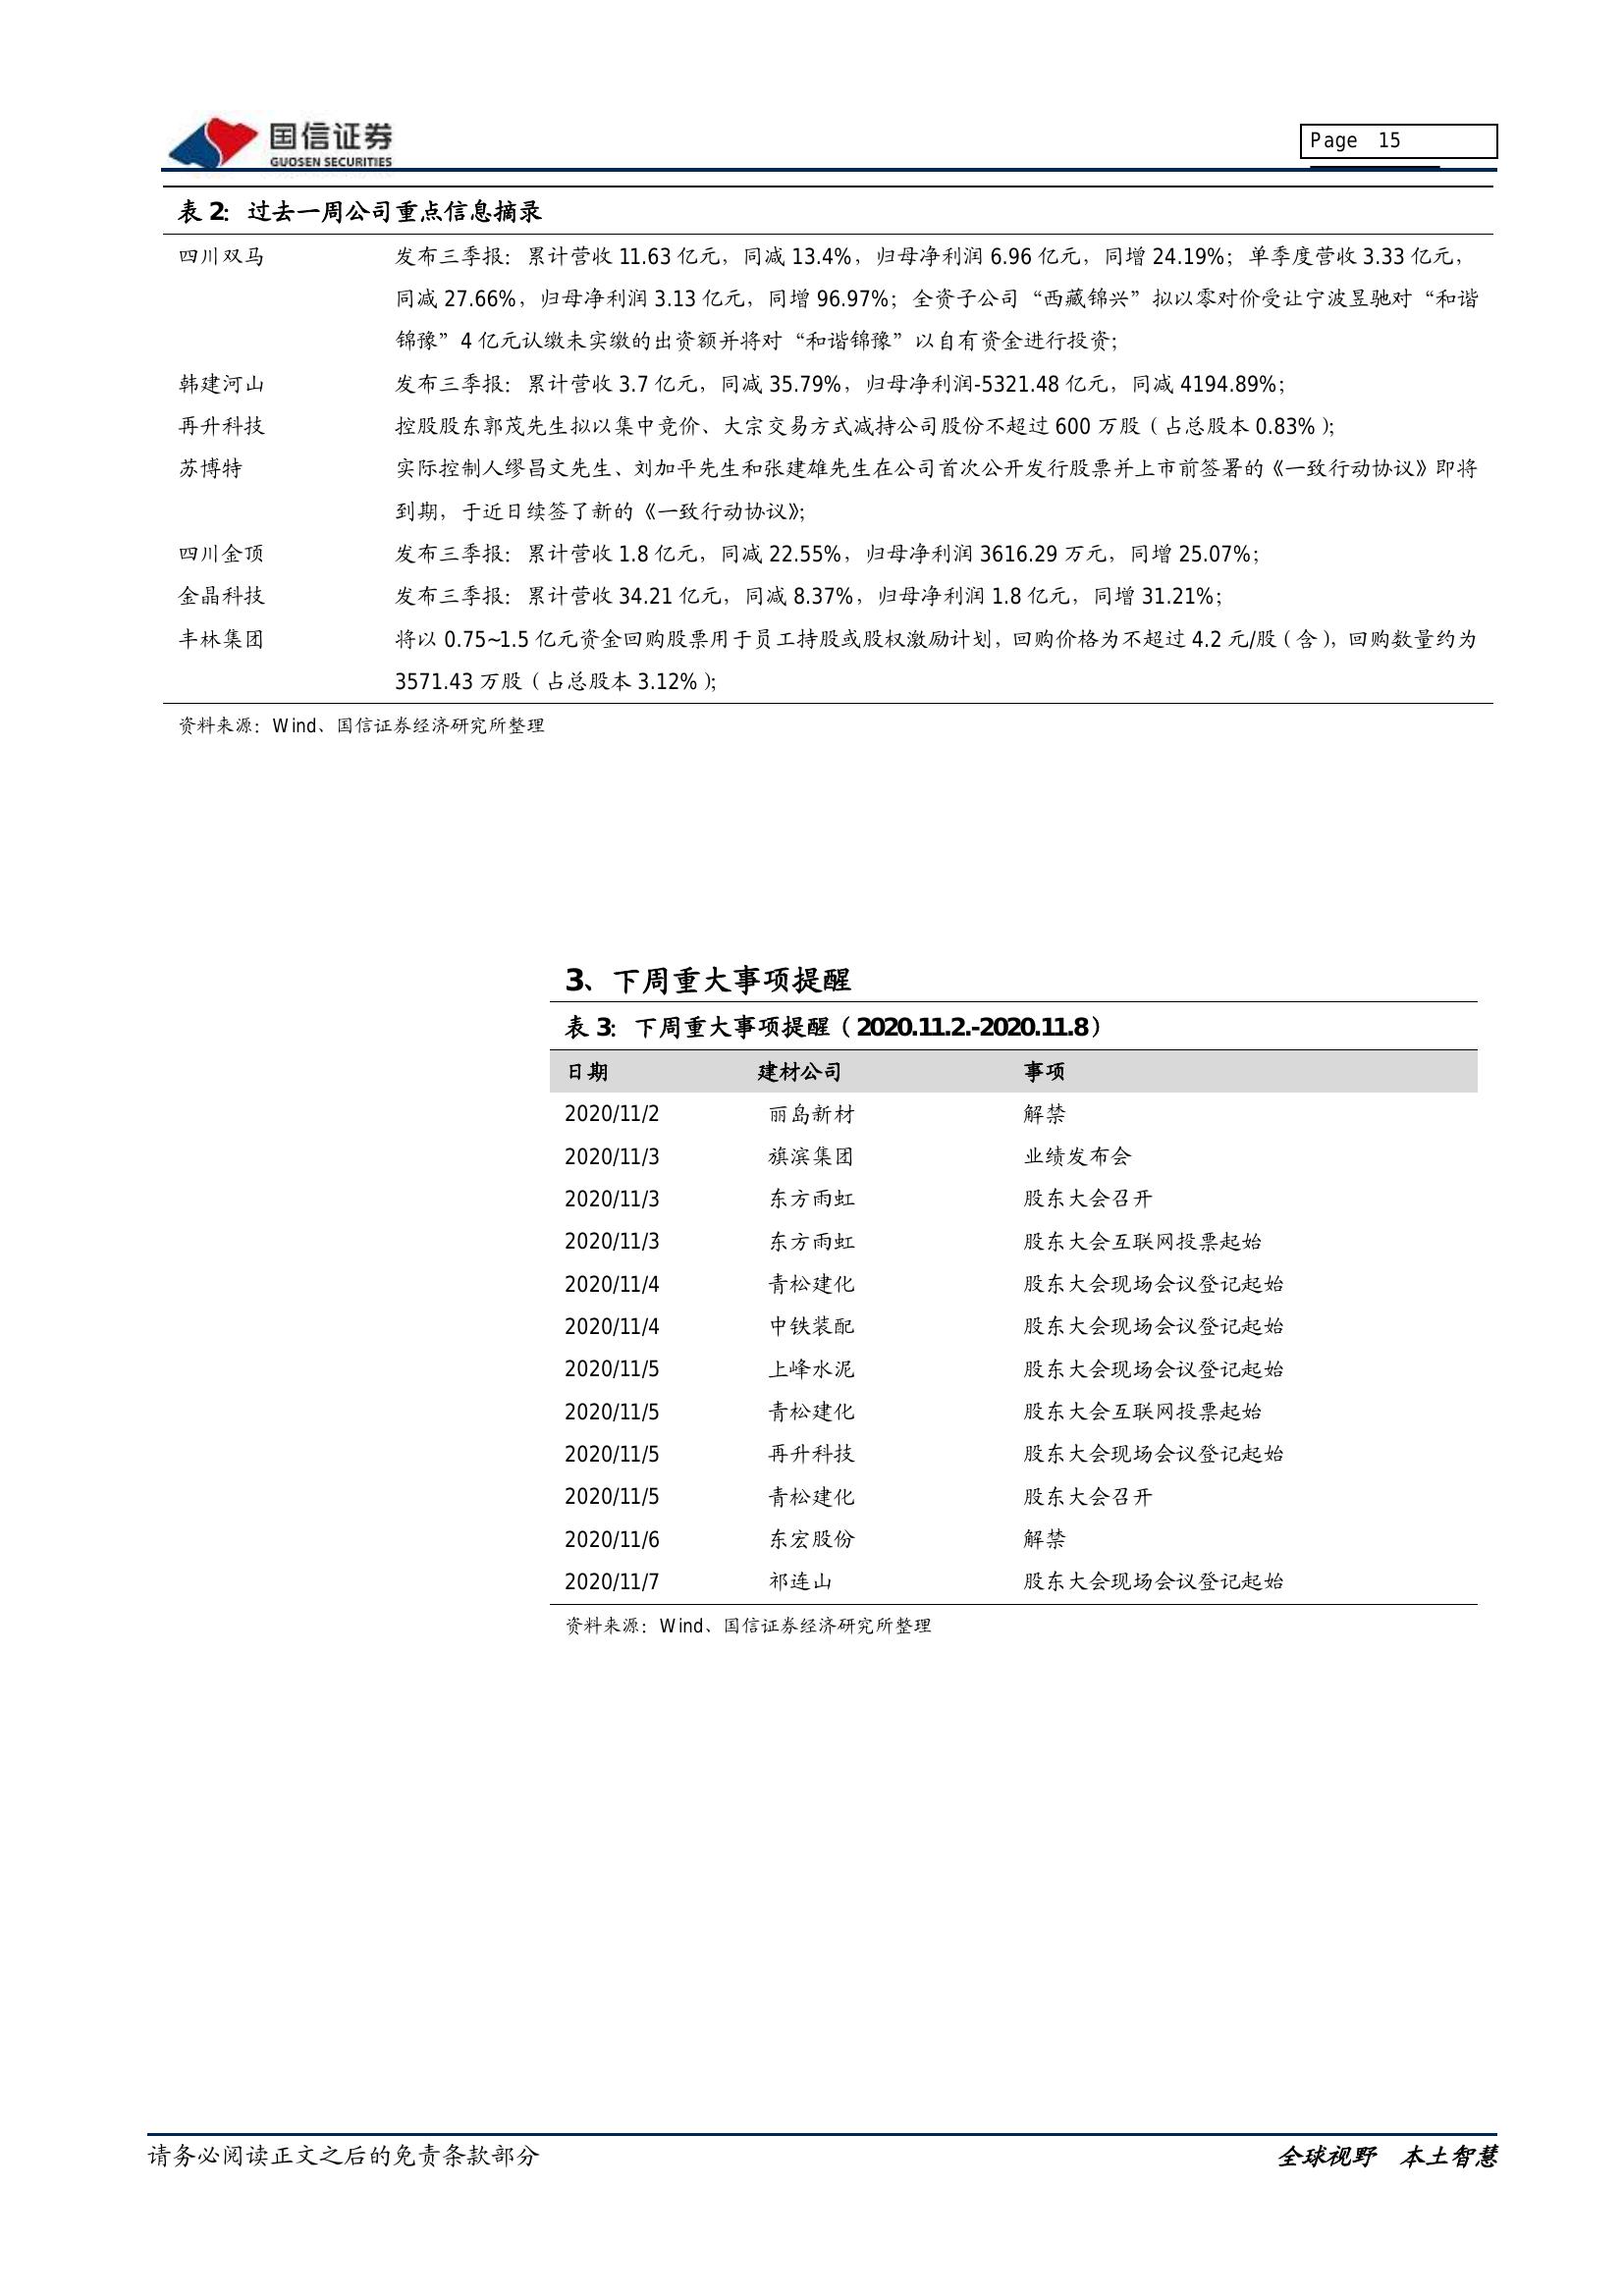 国信证券
GUOSEN SECURITIES
Page 15
表 2：过去一周公司重点信息摘录
四川双马 发布三季报：累计营收 11.63 亿元，同减 13.4%，归母净利润 6.96 亿元，同增 24.19%；单季度营收 3.33 亿元，
同减 27.66%，归母净利润 3.13 亿元，同增 96.97%；全资子公司“西藏锦兴”拟以零对价受让宁波昱驰对“和谐
锦豫”4 亿元认缴未实缴的出资额并将对“和谐锦豫”以自有资金进行投资；
韩建河山 发布三季报：累计营收 3.7 亿元，同减 35.79%，归母净利润-5321.48 亿元，同减 4194.89%；
再升科技 控股股东郭茂先生拟以集中竞价、大宗交易方式减持公司股份不超过 600 万股（占总股本 0.83%）；
苏博特 实际控制人缪昌文先生、刘加平先生和张建雄先生在公司首次公开发行股票并上市前签署的《一致行动协议》即将
到期，于近日续签了新的《一致行动协议》；
四川金顶 发布三季报：累计营收 1.8 亿元，同减 22.55%，归母净利润 3616.29 万元，同增 25.07%；
金晶科技 发布三季报：累计营收 34.21 亿元，同减 8.37%，归母净利润 1.8 亿元，同增 31.21%；
丰林集团 将以 0.75~1.5 亿元资金回购股票用于员工持股或股权激励计划，回购价格为不超过 4.2 元/股（含），回购数量约为
3571.43 万股（占总股本 3.12%）；
资料来源：Wind、国信证券经济研究所整理
3、下周重大事项提醒
表 3：下周重大事项提醒（2020.11.2.-2020.11.8）
日期 建材公司 事项
2020/11/2 丽岛新材 解禁
2020/11/3 旗滨集团 业绩发布会
2020/11/3 东方雨虹 股东大会召开
2020/11/3 东方雨虹 股东大会互联网投票起始
2020/11/4 青松建化 股东大会现场会议登记起始
2020/11/4 中铁装配 股东大会现场会议登记起始
2020/11/5 上峰水泥 股东大会现场会议登记起始
2020/11/5 青松建化 股东大会互联网投票起始
2020/11/5 再升科技 股东大会现场会议登记起始
2020/11/5 青松建化 股东大会召开
2020/11/6 东宏股份 解禁
2020/11/7 祁连山 股东大会现场会议登记起始
资料来源：Wind、国信证券经济研究所整理
请务必阅读正文之后的免责条款部分 全球视野 本土智慧